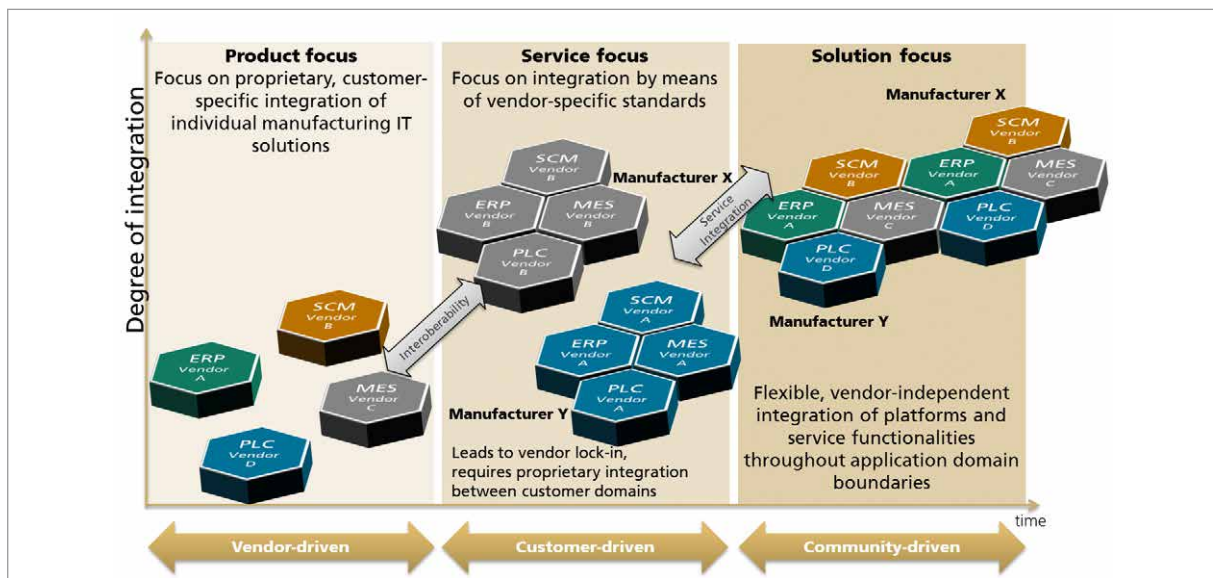 Degree of integration
Product focus
Focus on proprietary, customer-
specific integration of
individual manufacturing IT
solutions
ERP
Vendor
A
SCM
Vendor
B
MES
Vendor
C
PLC
Vendor
D
Interoberability
Service focus
Focus on integration by means
of vendor-specific standards
Manufacturer X
SCM
Vendor
B
ERP
Vendor
B
MES
Vendor
B
PLC
Vendor
B
SCM
Vendor
A
ERP
Vendor
A
MES
Vendor
A
PLC
Vendor
A
Manufacturer Y
Leads to vendor lock-in,
requires proprietary integration
between customer domains
Service
Integration
Solution focus
Manufacturer X
SCM
Vendor
B
ERP
Vendor
A
MES
Vendor
C
SCM
Vendor
B
ERP
Vendor
A
MES
Vendor
C
PLC
Vendor
D
PLC
Vendor
D
Manufacturer Y
Flexible, vendor-independent
integration of platforms and
service functionalities
throughout application domain
boundaries
time
Vendor-driven
Customer-driven
Community-driven